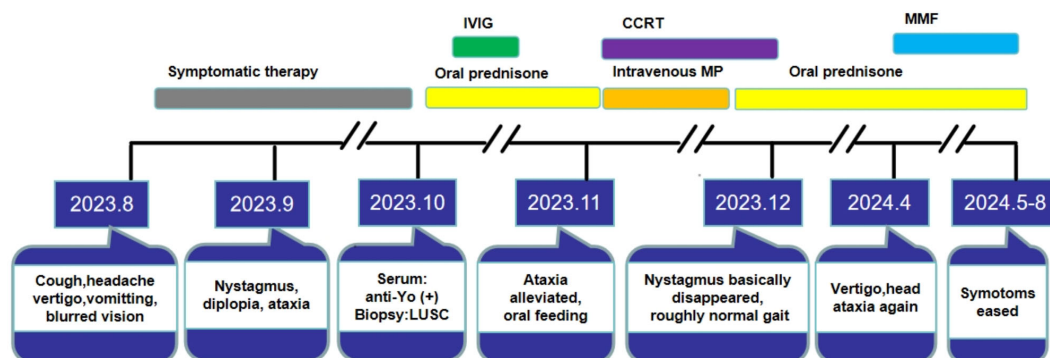 IVIG
CCRT
MMF
Symptomatic therapy
Oral prednisone
Intravenous MP
Oral prednisone
2023.8
2023.9
2023.10
2023.11
2023.12
2024.4
2024.5-8
Cough,headache
vertigo,vomitting,
blurred vision
Nystagmus,
diplopia, ataxia
Serum:
anti-Yo (+)
Biopsy:LUSC
Ataxia
alleviated,
oral feeding
Nystagmus basically
disappeared,
roughly normal gait
Vertigo,head
ataxia again
Symotoms
eased